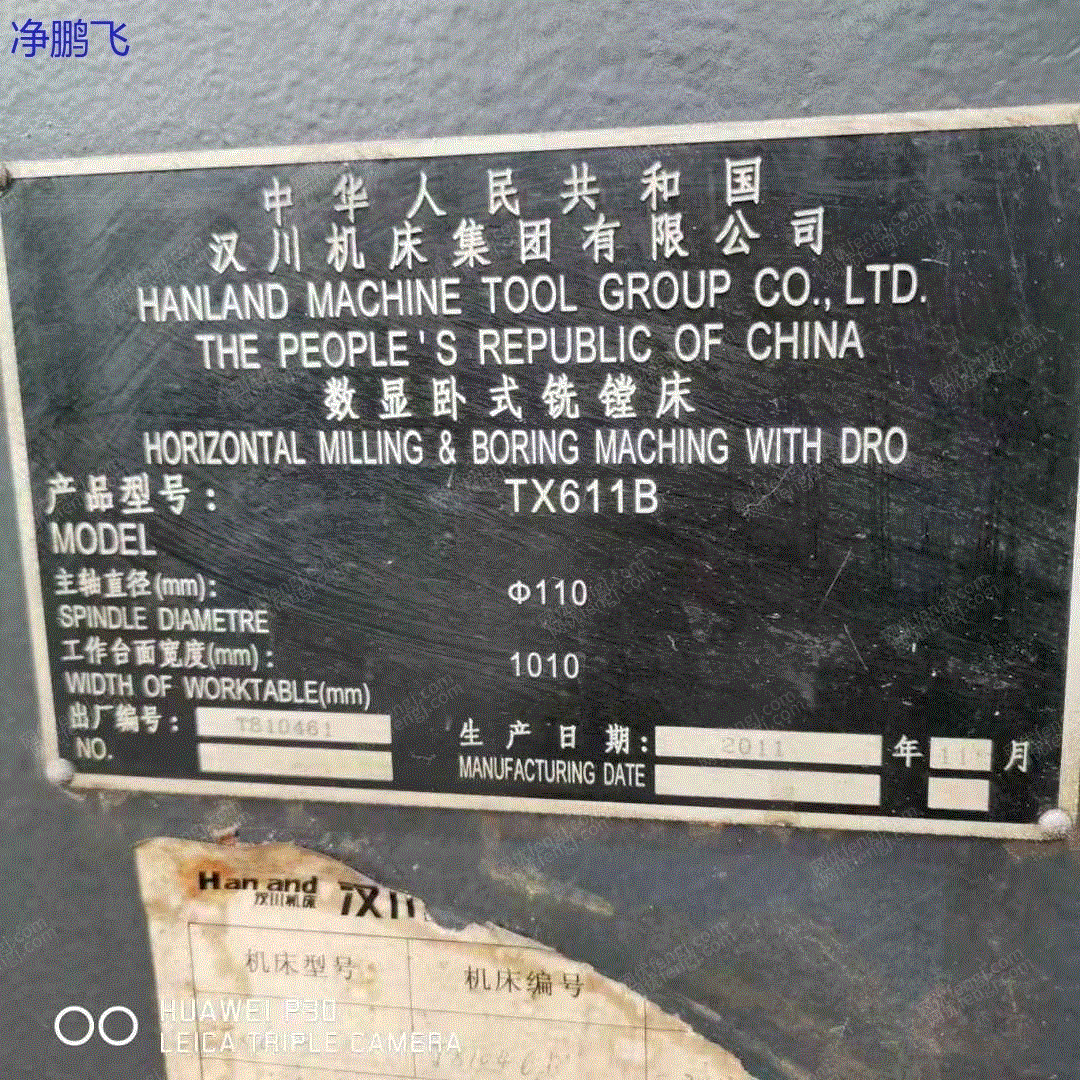 净鹏飞
中华人民共和国
汉川机床集团有限公司
HANLAND MACHINE TOOL GROUP CO., LTD.
THE PEOPLE'S REPUBLIC OF CHINA
数显卧式铣镗床
HORIZONTAL MILLING & BORING MACHING WITH DRO
产品型号: TX611B
MODEL
主轴直径(mm): Φ110
SPINDLE DIAMETRE
工作台面宽度(mm): 1010
WIDTH OF WORKTABLE(mm)
出厂编号: T810461 生产日期: 2011 年 11 月
NO. MANUFACTURING DATE
Hanland 汉川
汉川机床
机床型号 机床编号
HUAWEI P30
LEICA TRIPLE CAMERA